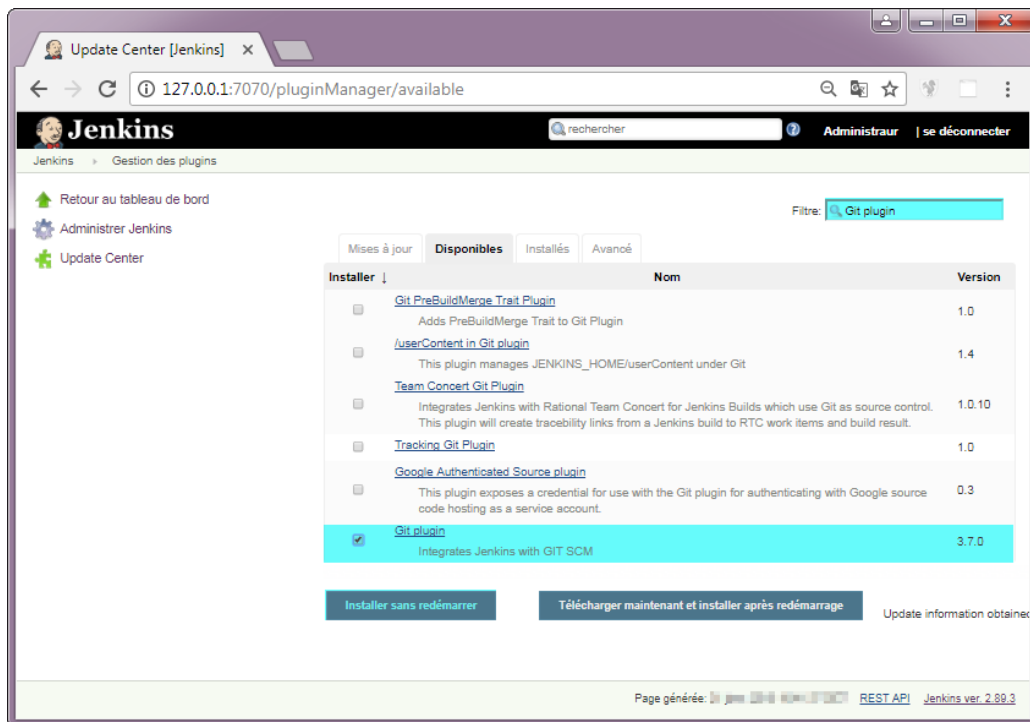 Update Center [Jenkins]
127.0.0.1:7070/pluginManager/available
Jenkins
rechercher
Administraur | se déconnecter
Jenkins Gestion des plugins
Retour au tableau de bord
Administrer Jenkins
Update Center
Filtre: Git plugin
Mises à jour Disponibles Installés Avancé
Installer ↓ Nom Version
Git PreBuildMerge Trait Plugin
Adds PreBuildMerge Trait to Git Plugin
1.0
/userContent in Git plugin
This plugin manages JENKINS_HOME/userContent under Git
1.4
Team Concert Git Plugin
Integrates Jenkins with Rational Team Concert for Jenkins Builds which use Git as source control.
This plugin will create tracebility links from a Jenkins build to RTC work items and build result.
1.0.10
Tracking Git Plugin 1.0
Google Authenticated Source plugin
This plugin exposes a credential for use with the Git plugin for authenticating with Google source
code hosting as a service account.
0.3
Git plugin
Integrates Jenkins with GIT SCM
3.7.0
Installer sans redémarrer Télécharger maintenant et installer après redémarrage
Update information obtained
Page générée: REST API Jenkins ver. 2.89.3